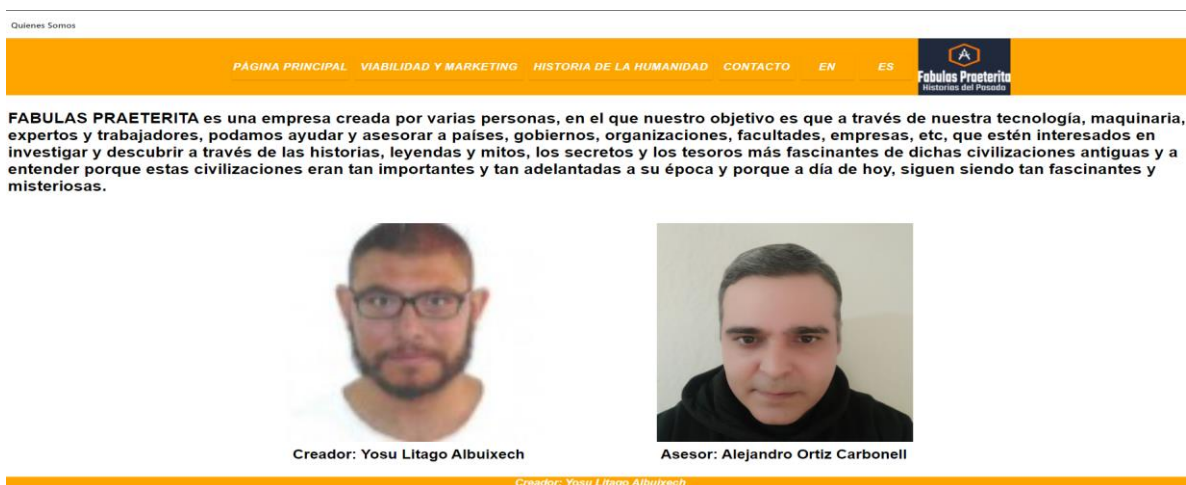 Quienes Somos
PÁGINA PRINCIPAL VIABILIDAD Y MARKETING HISTORIA DE LA HUMANIDAD CONTACTO EN ES
Fabulas Praeterita
Historias del Pasado
FABULAS PRAETERITA es una empresa creada por varias personas, en el que nuestro objetivo es que a través de nuestra tecnología, maquinaria,
expertos y trabajadores, podamos ayudar y asesorar a países, gobiernos, organizaciones, facultades, empresas, etc, que estén interesados en
investigar y descubrir a través de las historias, leyendas y mitos, los secretos y los tesoros más fascinantes de dichas civilizaciones antiguas y a
entender porque estas civilizaciones eran tan importantes y tan adelantadas a su época y porque a día de hoy, siguen siendo tan fascinantes y
misteriosas.
Creador: Yosu Litago Albuixech
Asesor: Alejandro Ortiz Carbonell
Creador: Yosu Litago Albuixech